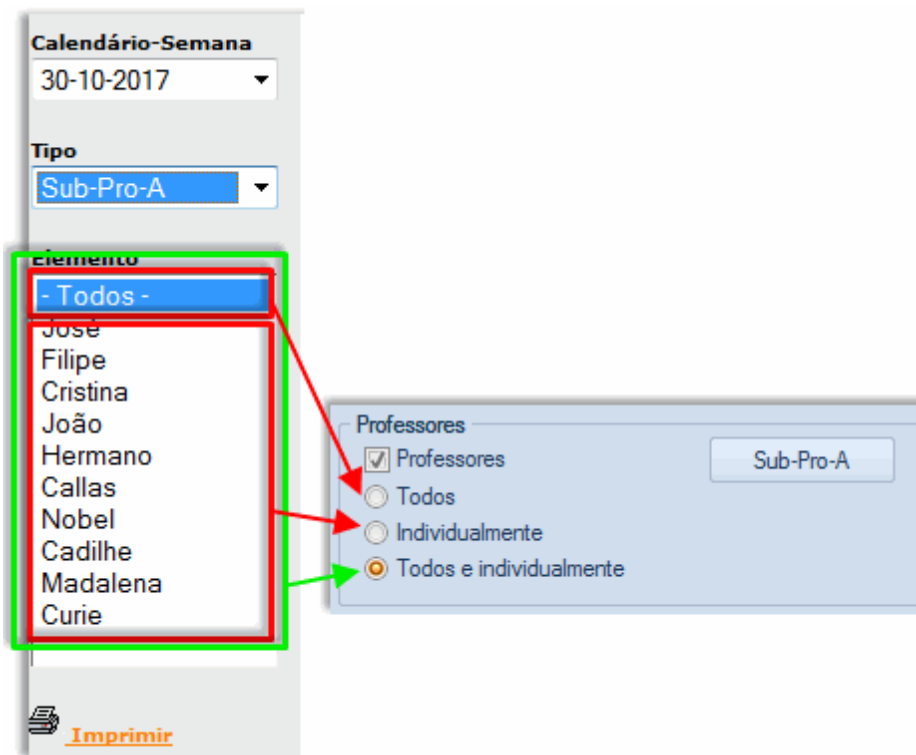 Calendário-Semana
30-10-2017
Tipo
Sub-Pro-A
Elemento
- Todos -
José
Filipe
Cristina
João
Hermano
Callas
Nobel
Cadilhe
Madalena
Curie
Imprimir
Professores
Professores
Sub-Pro-A
Todos
Individualmente
Todos e individualmente